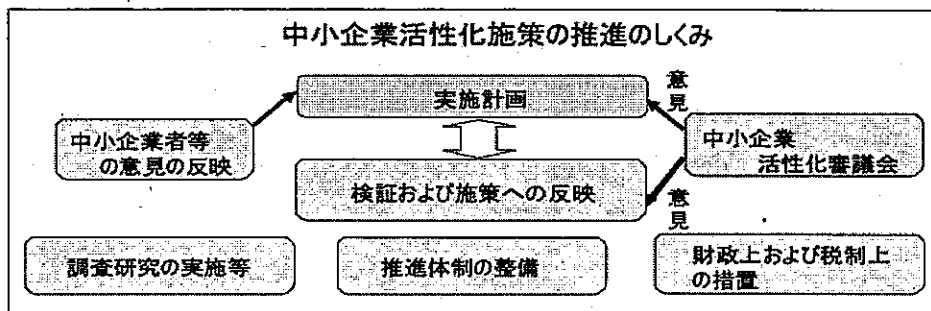 中小企業活性化施策の推進のしくみ
実施計画
意見
中小企業者等
の意見の反映
中小企業
活性化審議会
検証および施策への反映
意見
調査研究の実施等
推進体制の整備
財政上および税制上
の措置